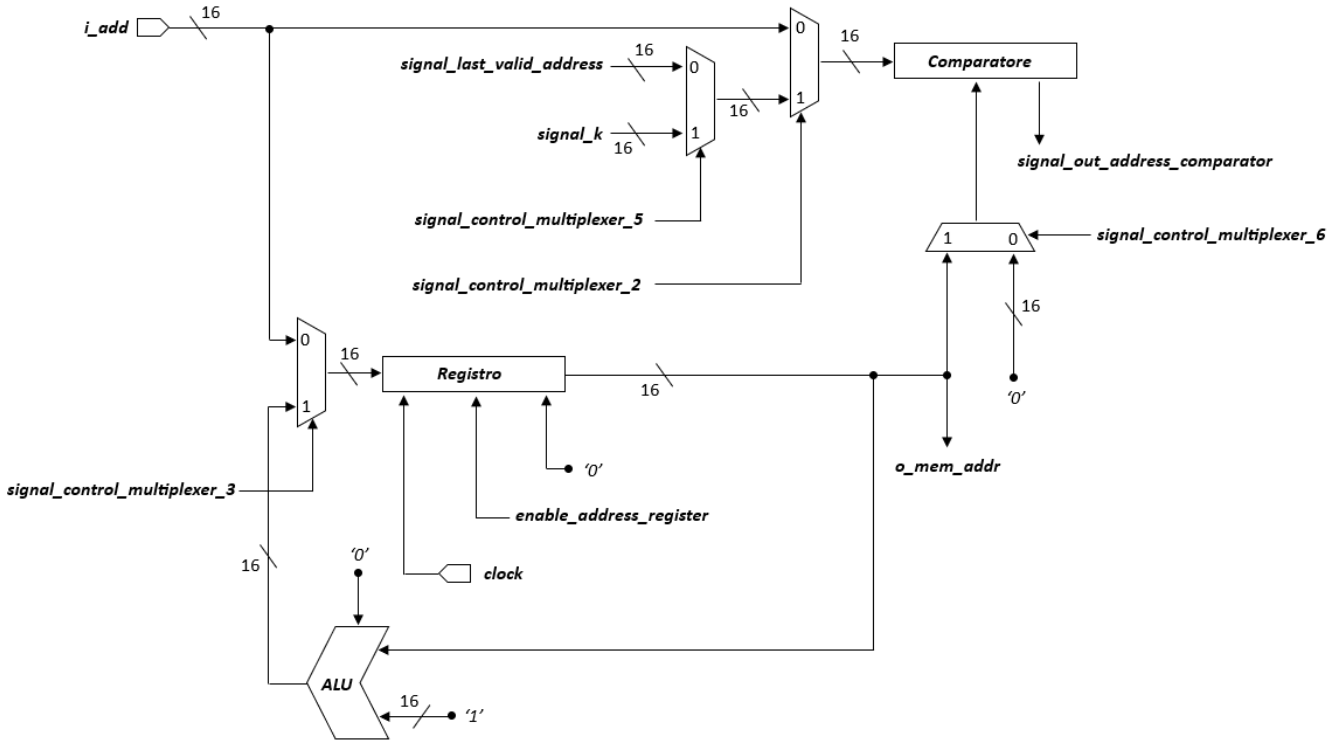 i_add
16
0
16
signal_last_valid_address
16
0
Comparatore
16
1
signal_k
16
1
signal_out_address_comparator
signal_control_multiplexer_5
1
0
signal_control_multiplexer_6
signal_control_multiplexer_2
16
0
16
Registro
16
1
'0'
'0'
o_mem_addr
signal_control_multiplexer_3
enable_address_register
16
'0'
clock
ALU
16
'1'